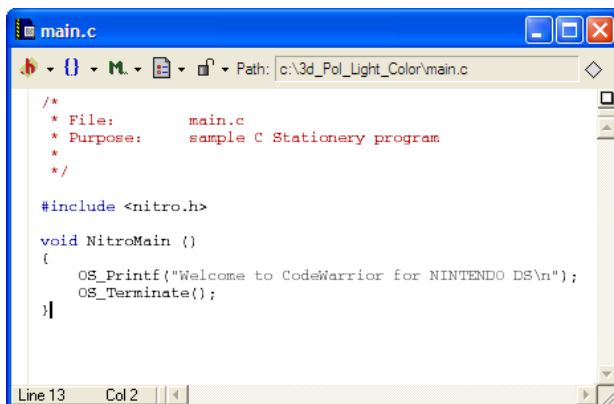 main.c
h {} M. Path: c:\3d_Pol_Light_Color\main.c
/*
 * File:        main.c
 * Purpose:     sample C Stationery program
 *
 */
#include <nitro.h>
void NitroMain ()
{
    OS_Printf("Welcome to CodeWarrior for NINTENDO DS\n");
    OS_Terminate();
}
Line 13 Col 2